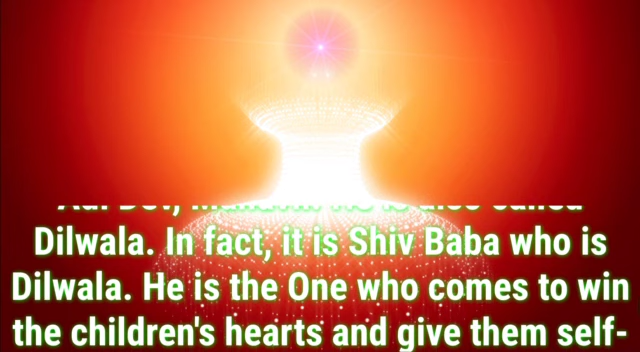 Dilwala. In fact, it is Shiv Baba who is
Dilwala. He is the One who comes to win
the children's hearts and give them self-